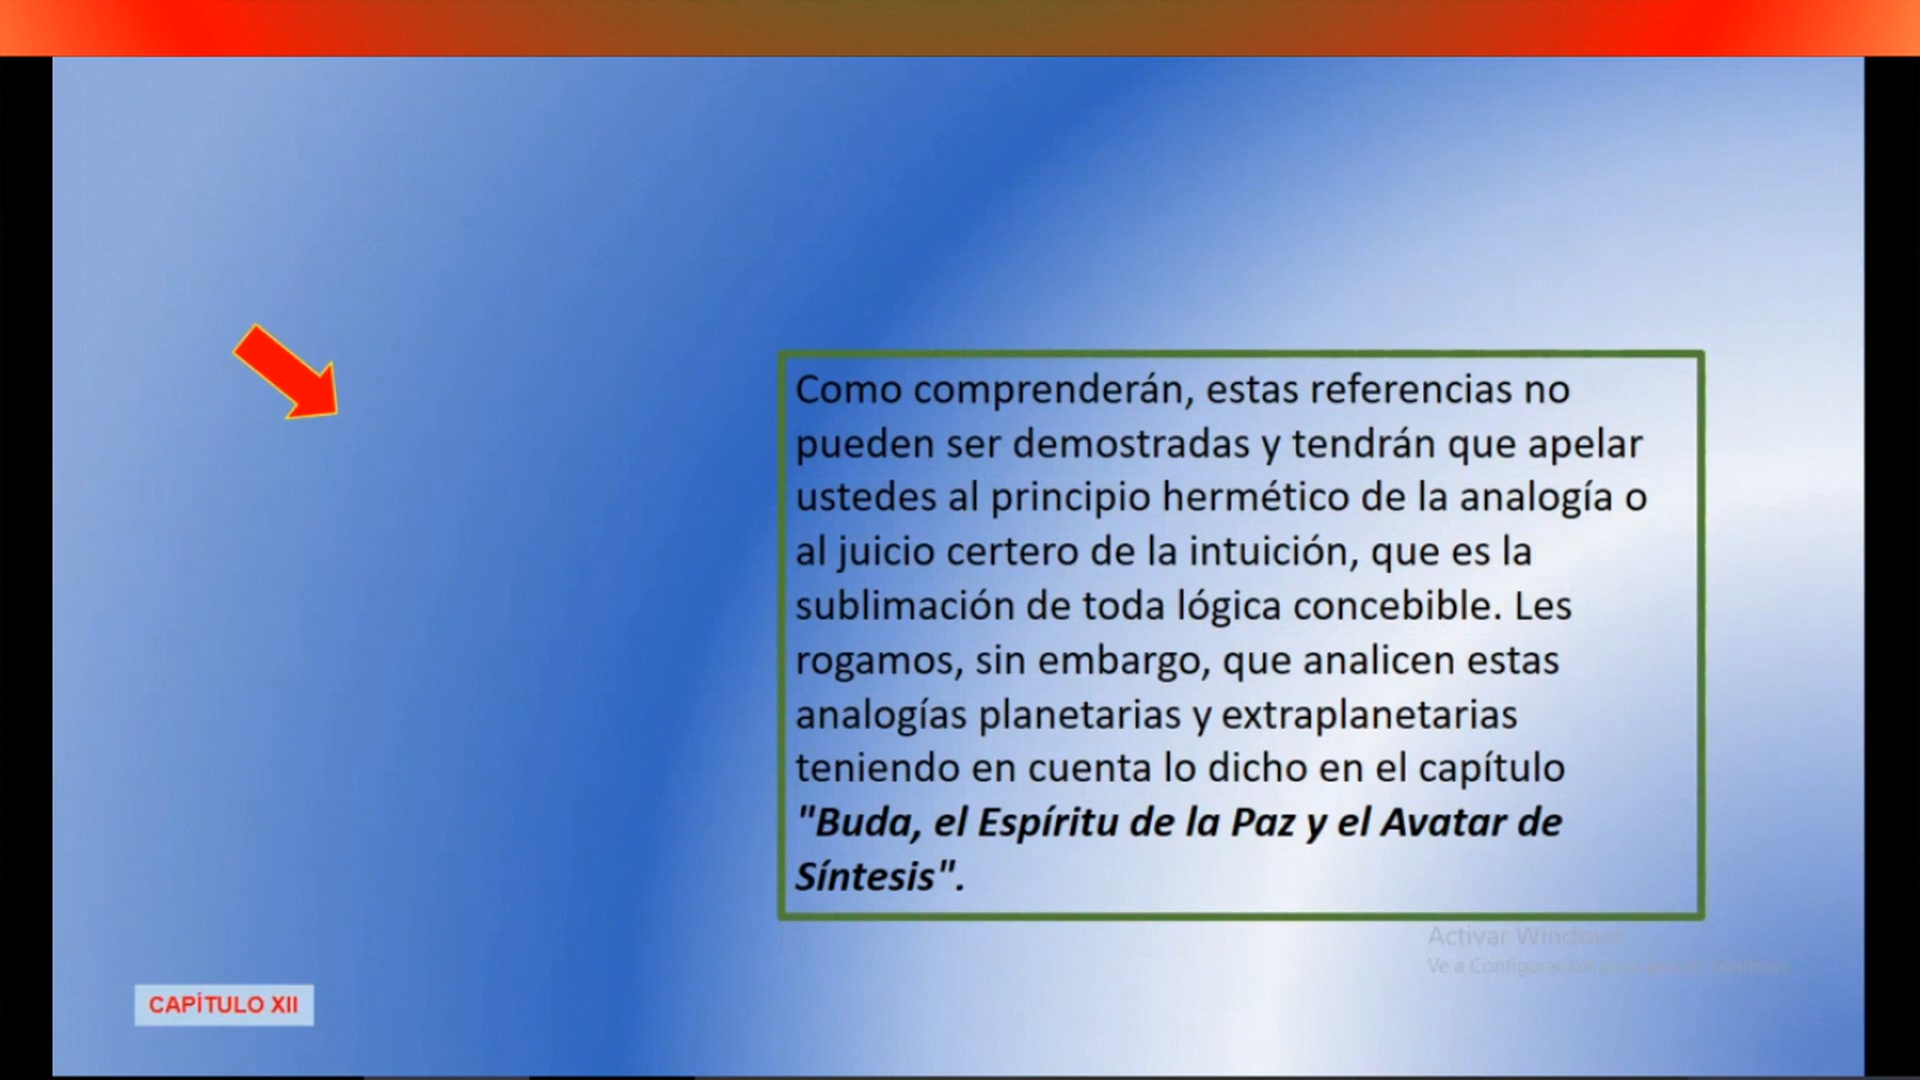 Como comprenderán, estas referencias no
pueden ser demostradas y tendrán que apelar
ustedes al principio hermético de la analogía o
al juicio certero de la intuición, que es la
sublimación de toda lógica concebible. Les
rogamos, sin embargo, que analicen estas
analogías planetarias y extraplanetarias
teniendo en cuenta lo dicho en el capítulo
"Buda, el Espíritu de la Paz y el Avatar de
Síntesis".
Activar Windows
Ve a Configuración
CAPÍTULO XII